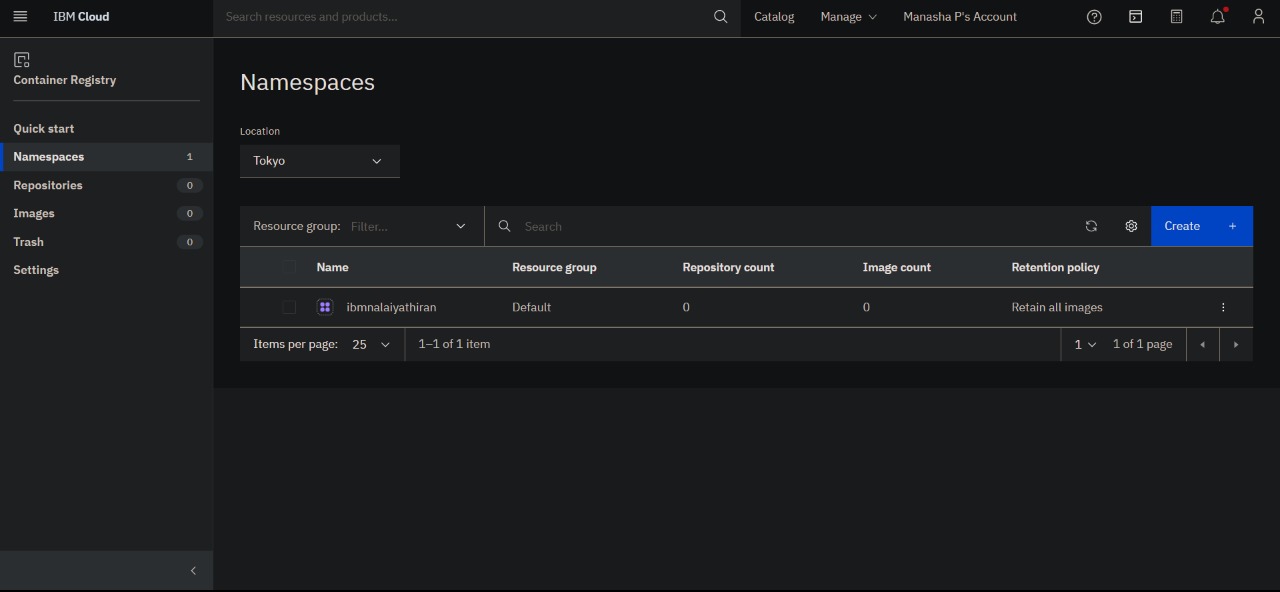 IBM Cloud
Search resources and products...
Catalog
Manage
Manasha P's Account
Container Registry
Quick start
Namespaces 1
Repositories 0
Images 0
Trash 0
Settings
Namespaces
Location
Tokyo
Resource group: Filter...
Search
Create +
Name Resource group Repository count Image count Retention policy
ibmnalaiyathiran Default 0 0 Retain all images
Items per page: 25 1–1 of 1 item 1 1 of 1 page